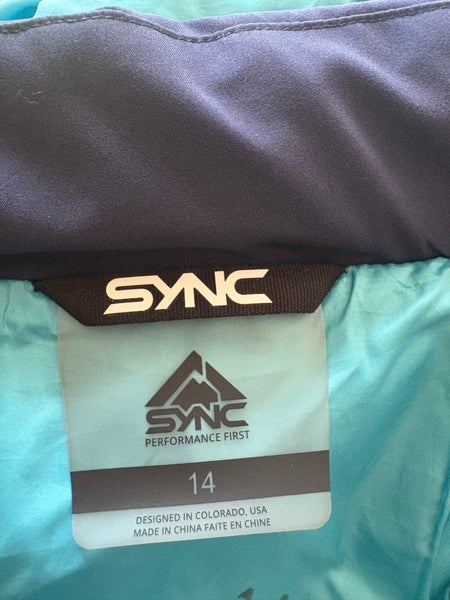 SYNC
SYNC
PERFORMANCE FIRST
14
DESIGNED IN COLORADO, USA
MADE IN CHINA FAITE EN CHINE